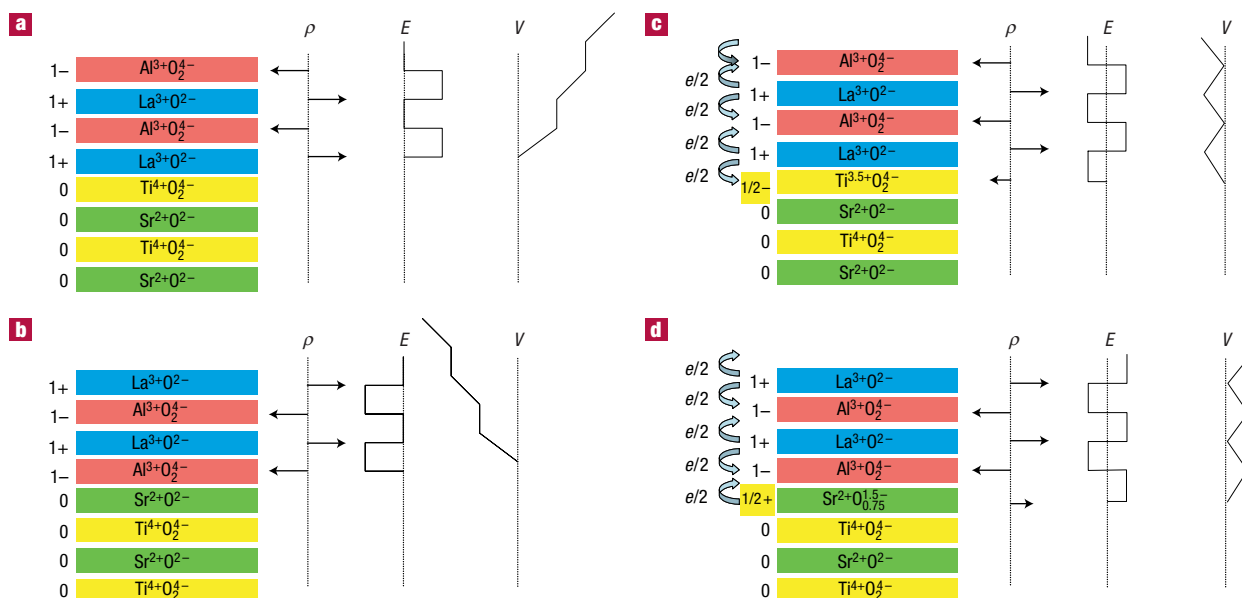 a
ρ E V
1– Al³⁺O₂⁴⁻
1+ La³⁺O²⁻
1– Al³⁺O₂⁴⁻
1+ La³⁺O²⁻
0 Ti⁴⁺O₂⁴⁻
0 Sr²⁺O²⁻
0 Ti⁴⁺O₂⁴⁻
0 Sr²⁺O²⁻
b
ρ E V
1+ La³⁺O²⁻
1– Al³⁺O₂⁴⁻
1+ La³⁺O²⁻
1– Al³⁺O₂⁴⁻
0 Sr²⁺O²⁻
0 Ti⁴⁺O₂⁴⁻
0 Sr²⁺O²⁻
0 Ti⁴⁺O₂⁴⁻
c
ρ E V
1– Al³⁺O₂⁴⁻
e/2
1+ La³⁺O²⁻
e/2
1– Al³⁺O₂⁴⁻
e/2
1+ La³⁺O²⁻
e/2
1/2– Ti³·⁵⁺O₂⁴⁻
0 Sr²⁺O²⁻
0 Ti⁴⁺O₂⁴⁻
0 Sr²⁺O²⁻
d
ρ E V
e/2
1+ La³⁺O²⁻
e/2
1– Al³⁺O₂⁴⁻
e/2
1+ La³⁺O²⁻
e/2
1– Al³⁺O₂⁴⁻
e/2
1/2+ Sr²⁺O₀.₇₅¹·⁵⁻
0 Ti⁴⁺O₂⁴⁻
0 Sr²⁺O²⁻
0 Ti⁴⁺O₂⁴⁻